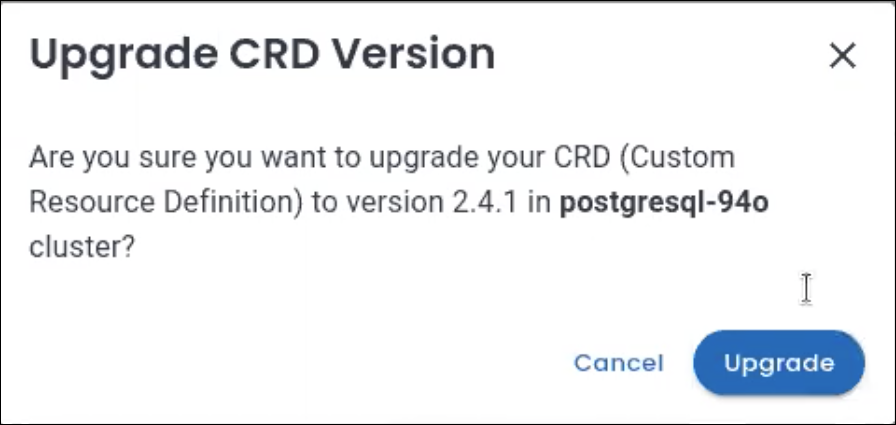 Upgrade CRD Version
Are you sure you want to upgrade your CRD (Custom
Resource Definition) to version 2.4.1 in postgresql-94o
cluster?
Cancel
Upgrade